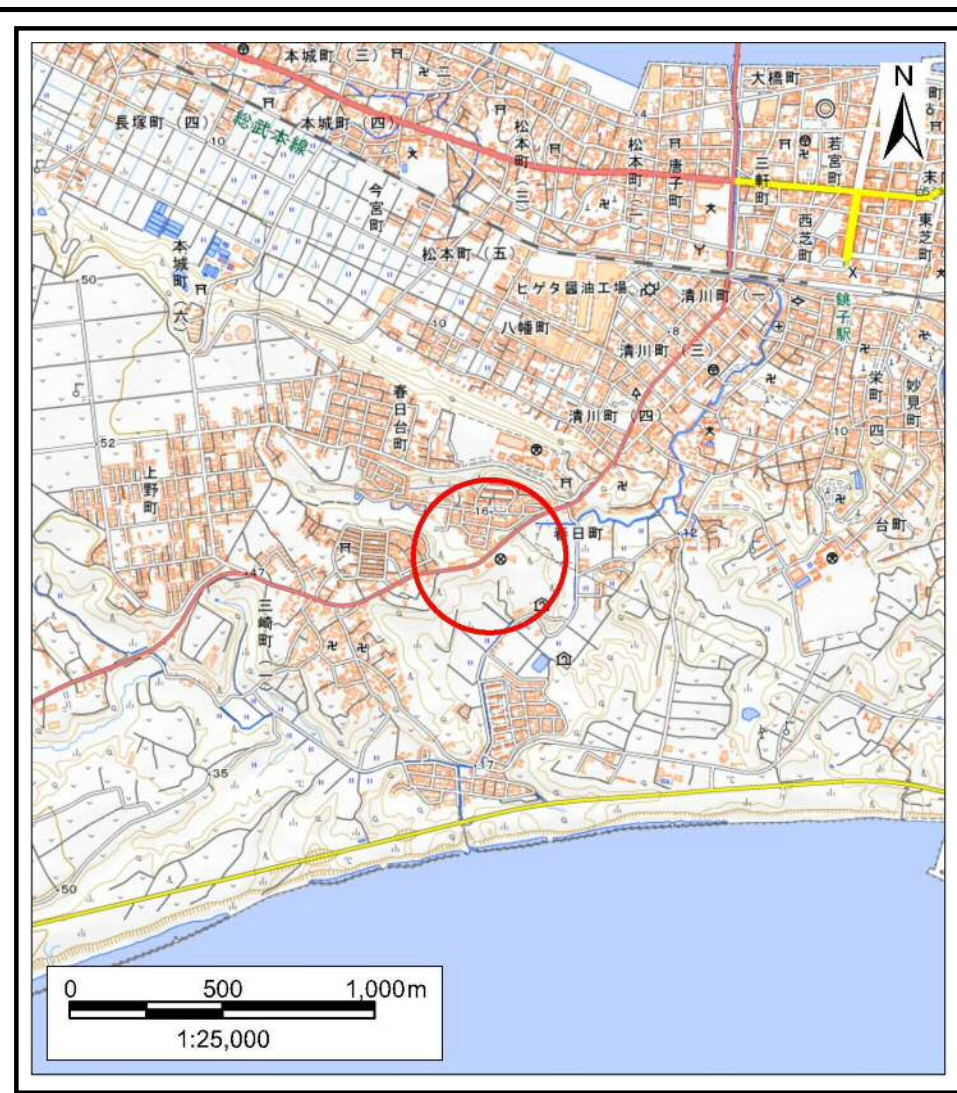 本城町(三)
二
大橋町
N
町
長塚町(四)
10
総武本線
本城町(四)
松本町(三)
4
松本町(二)
唐子町
三軒町
若宮町
西芝町
東芝町
今宮町
本城町(六)
松本町(五)
ヒゲタ醤油工場
清川町(一)
銚子駅
50
10
八幡町
8
清川町(三)
栄町(四)
妙見町
春日台町
清川町(四)
10
52
上野町
16
春日町
12
台町
47
三崎町(二)
35
17
50
0 500 1,000m
1:25,000